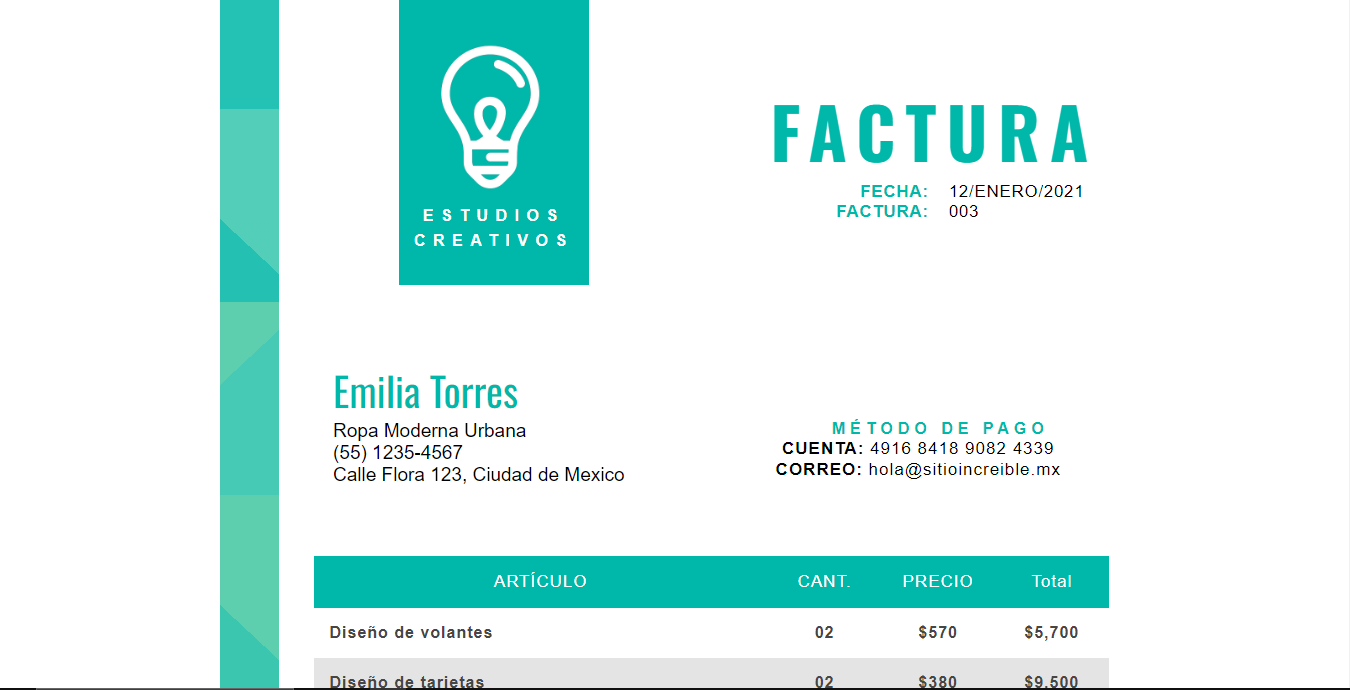 ESTUDIOS
CREATIVOS
FACTURA
FECHA: 12/ENERO/2021
FACTURA: 003
Emilia Torres
Ropa Moderna Urbana
(55) 1235-4567
Calle Flora 123, Ciudad de Mexico
MÉTODO DE PAGO
CUENTA: 4916 8418 9082 4339
CORREO: hola@sitioincreible.mx
ARTÍCULO CANT. PRECIO Total
Diseño de volantes 02 $570 $5,700
Diseño de tarjetas 02 $380 $9,500